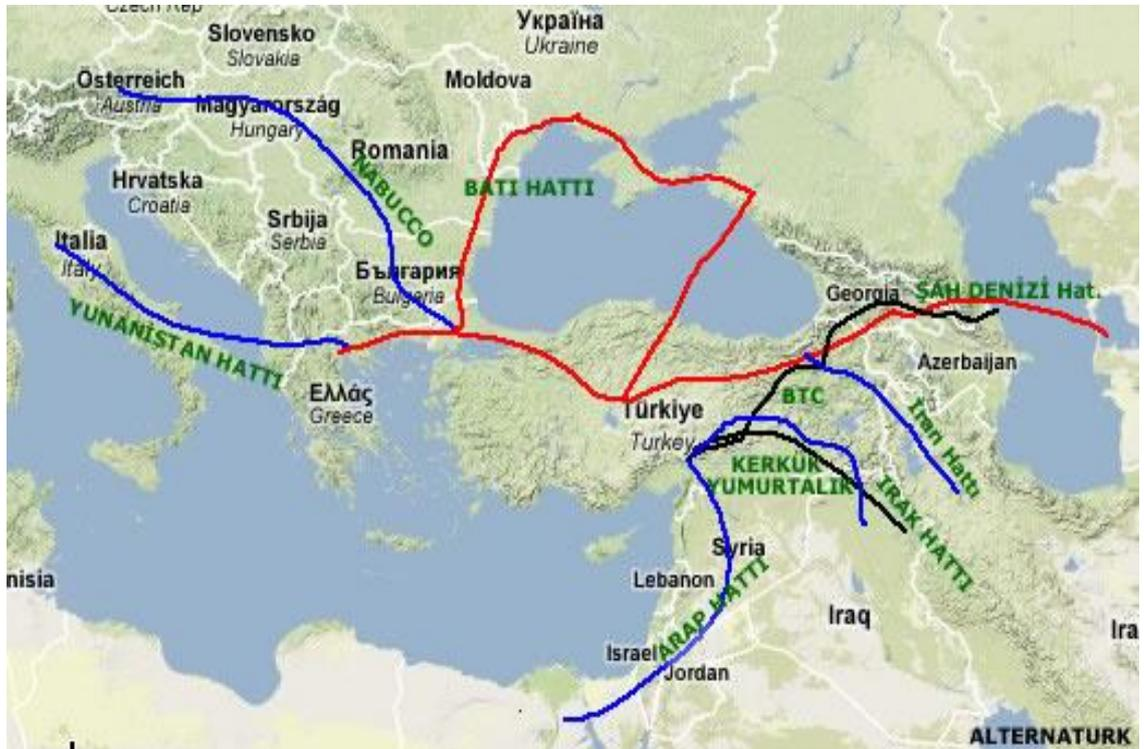 Czech Rep
Slovensko
Slovakia
Україна
Ukraine
Österreich
Austria
Magyarország
Hungary
Moldova
Romania
NABUCCO
BATI HATTI
Hrvatska
Croatia
Srbija
Serbia
Italia
Italy
България
Bulgaria
Georgia
ŞAH DENİZİ Hat.
YUNANİSTAN HATTI
Azerbaijan
Ελλάς
Greece
Türkiye
Turkey
BTC
İran Hattı
KERKÜK
YUMURTALIK
IRAK HATTI
Syria
Lebanon
ARAP HATTI
nisia
Iraq
Ira
Israel
Jordan
ALTERNATURK